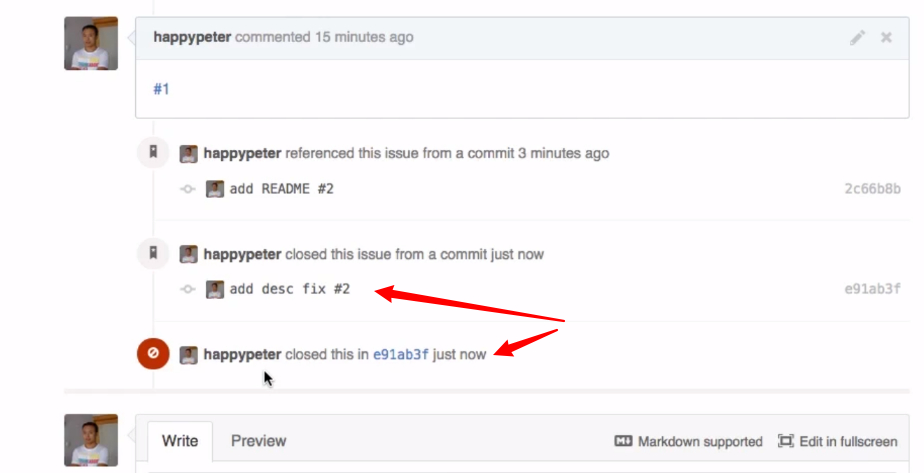 happypeter commented 15 minutes ago
#1
happypeter referenced this issue from a commit 3 minutes ago
add README #2 2c66b8b
happypeter closed this issue from a commit just now
add desc fix #2 e91ab3f
happypeter closed this in e91ab3f just now
Write Preview Markdown supported Edit in fullscreen